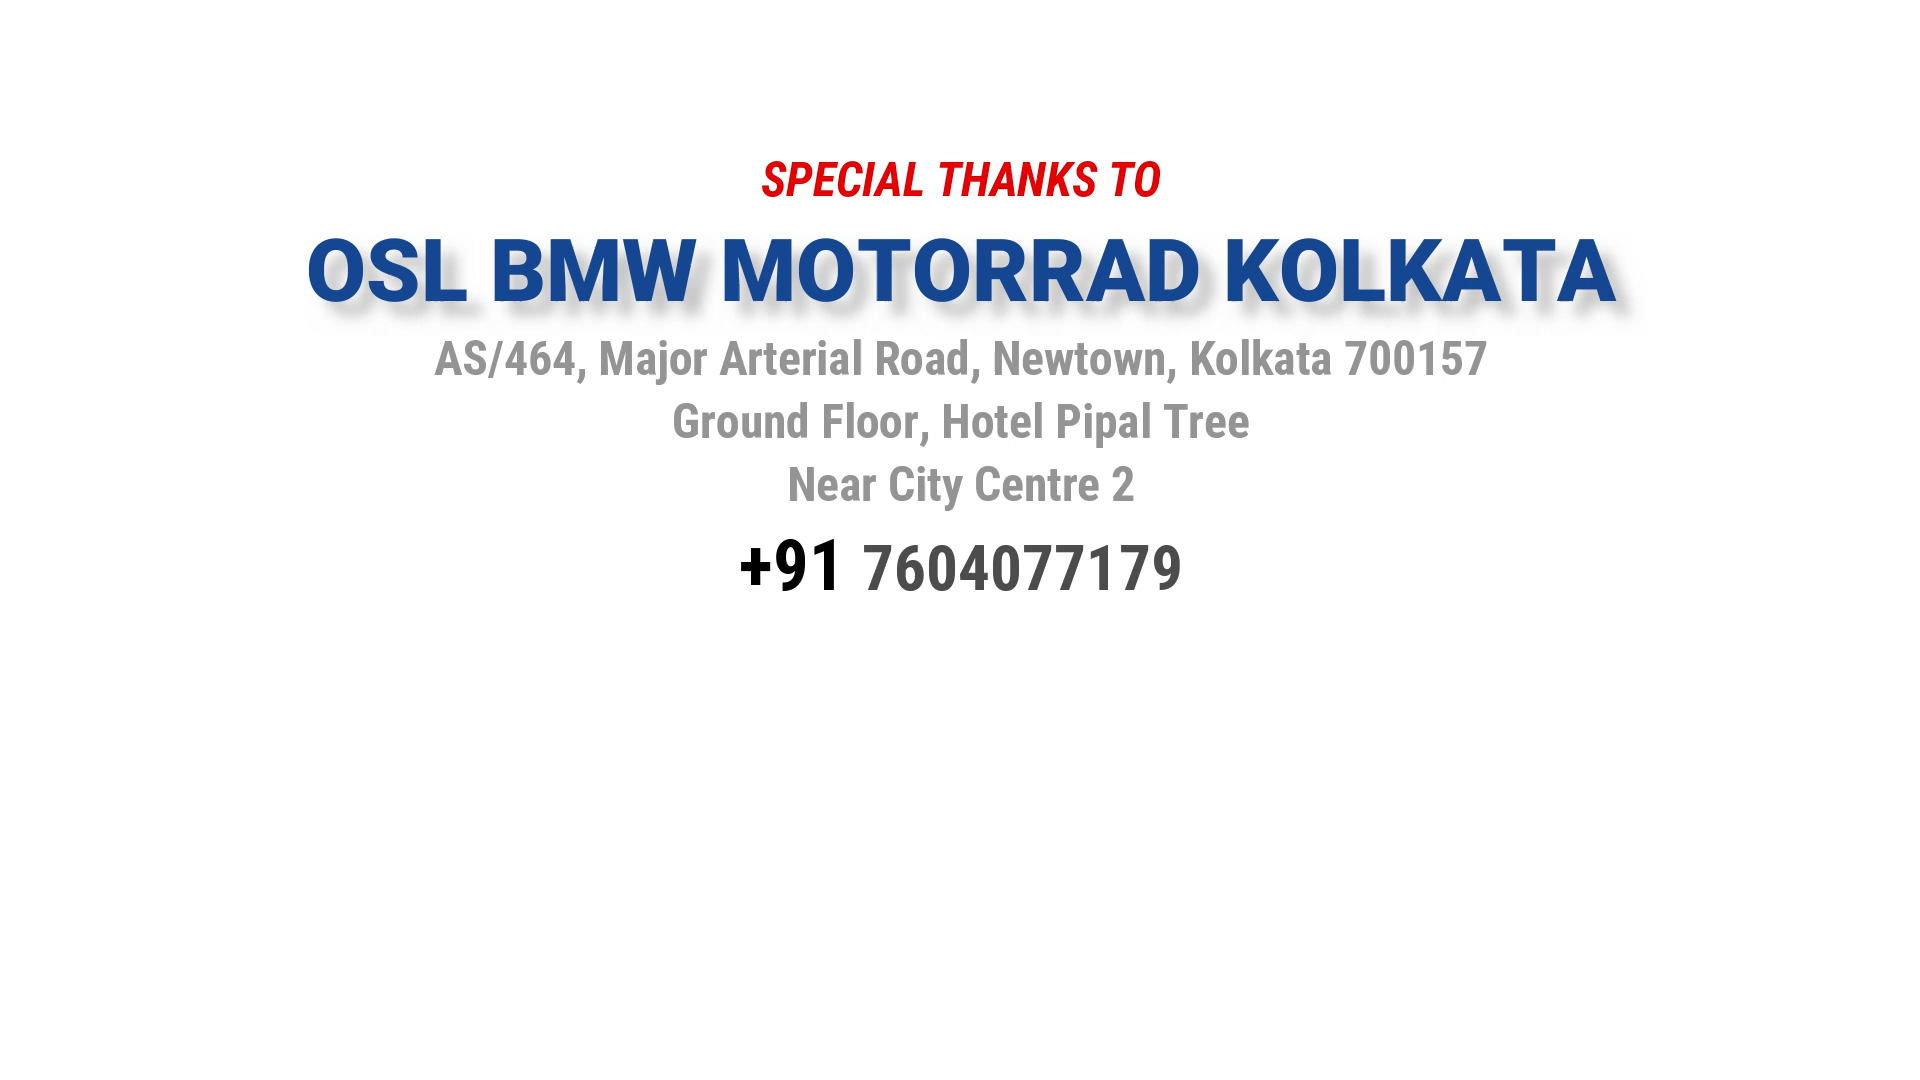 SPECIAL THANKS TO
OSL BMW MOTORRAD KOLKATA
AS/464, Major Arterial Road, Newtown, Kolkata 700157
Ground Floor, Hotel Pipal Tree
Near City Centre 2
+91 7604077179